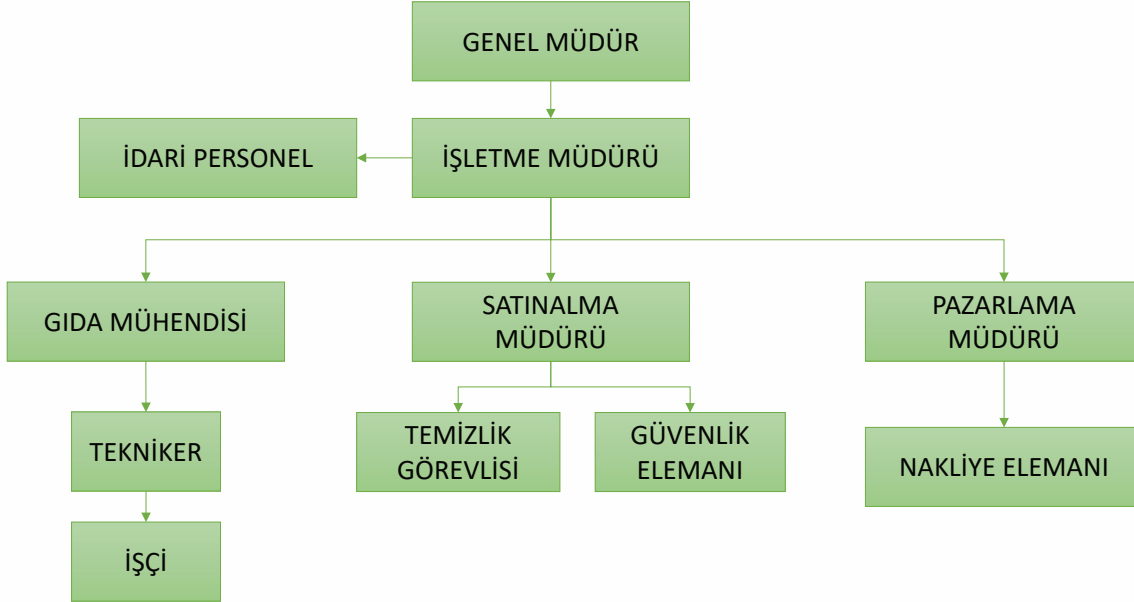 GENEL MÜDÜR
İDARİ PERSONEL
İŞLETME MÜDÜRÜ
GIDA MÜHENDİSİ
SATINALMA
MÜDÜRÜ
PAZARLAMA
MÜDÜRÜ
TEKNİKER
TEMİZLİK
GÖREVLİSİ
GÜVENLİK
ELEMANI
NAKLİYE ELEMANI
İŞÇİ